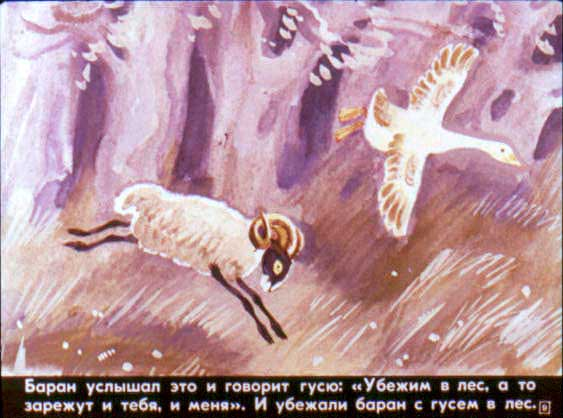 Баран услышал это и говорит гусю: «Убежим в лес, а то
зарежут и тебя, и меня». И убежали баран с гусем в лес.